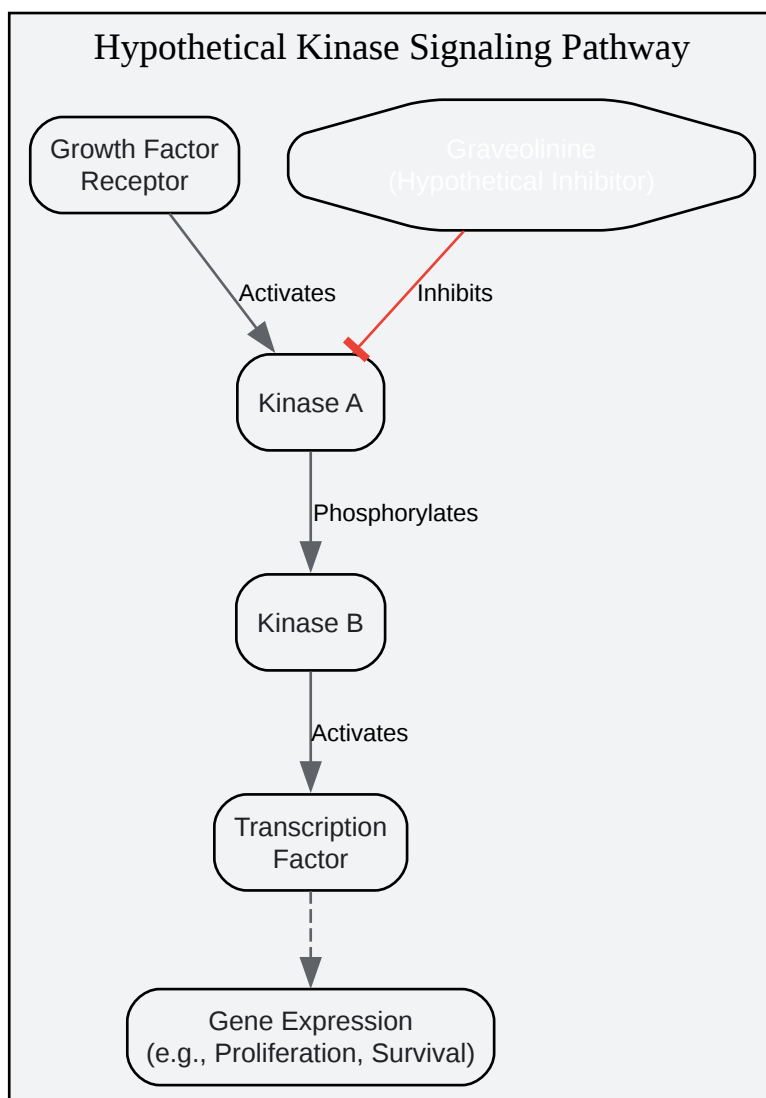 Hypothetical Kinase Signaling Pathway
Growth Factor
Receptor
Graveolinine
(Hypothetical Inhibitor)
Activates
Inhibits
Kinase A
Phosphorylates
Kinase B
Activates
Transcription
Factor
Gene Expression
(e.g., Proliferation, Survival)